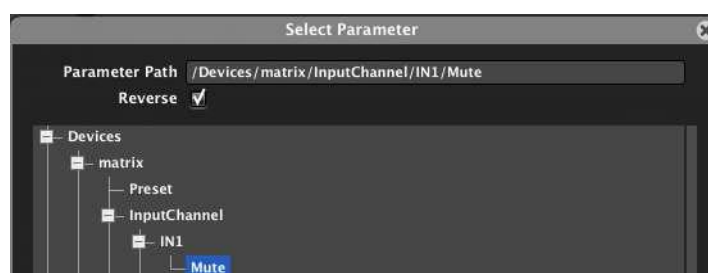 Select Parameter
Parameter Path /Devices/matrix/InputChannel/IN1/Mute
Reverse
Devices
matrix
Preset
InputChannel
IN1
Mute